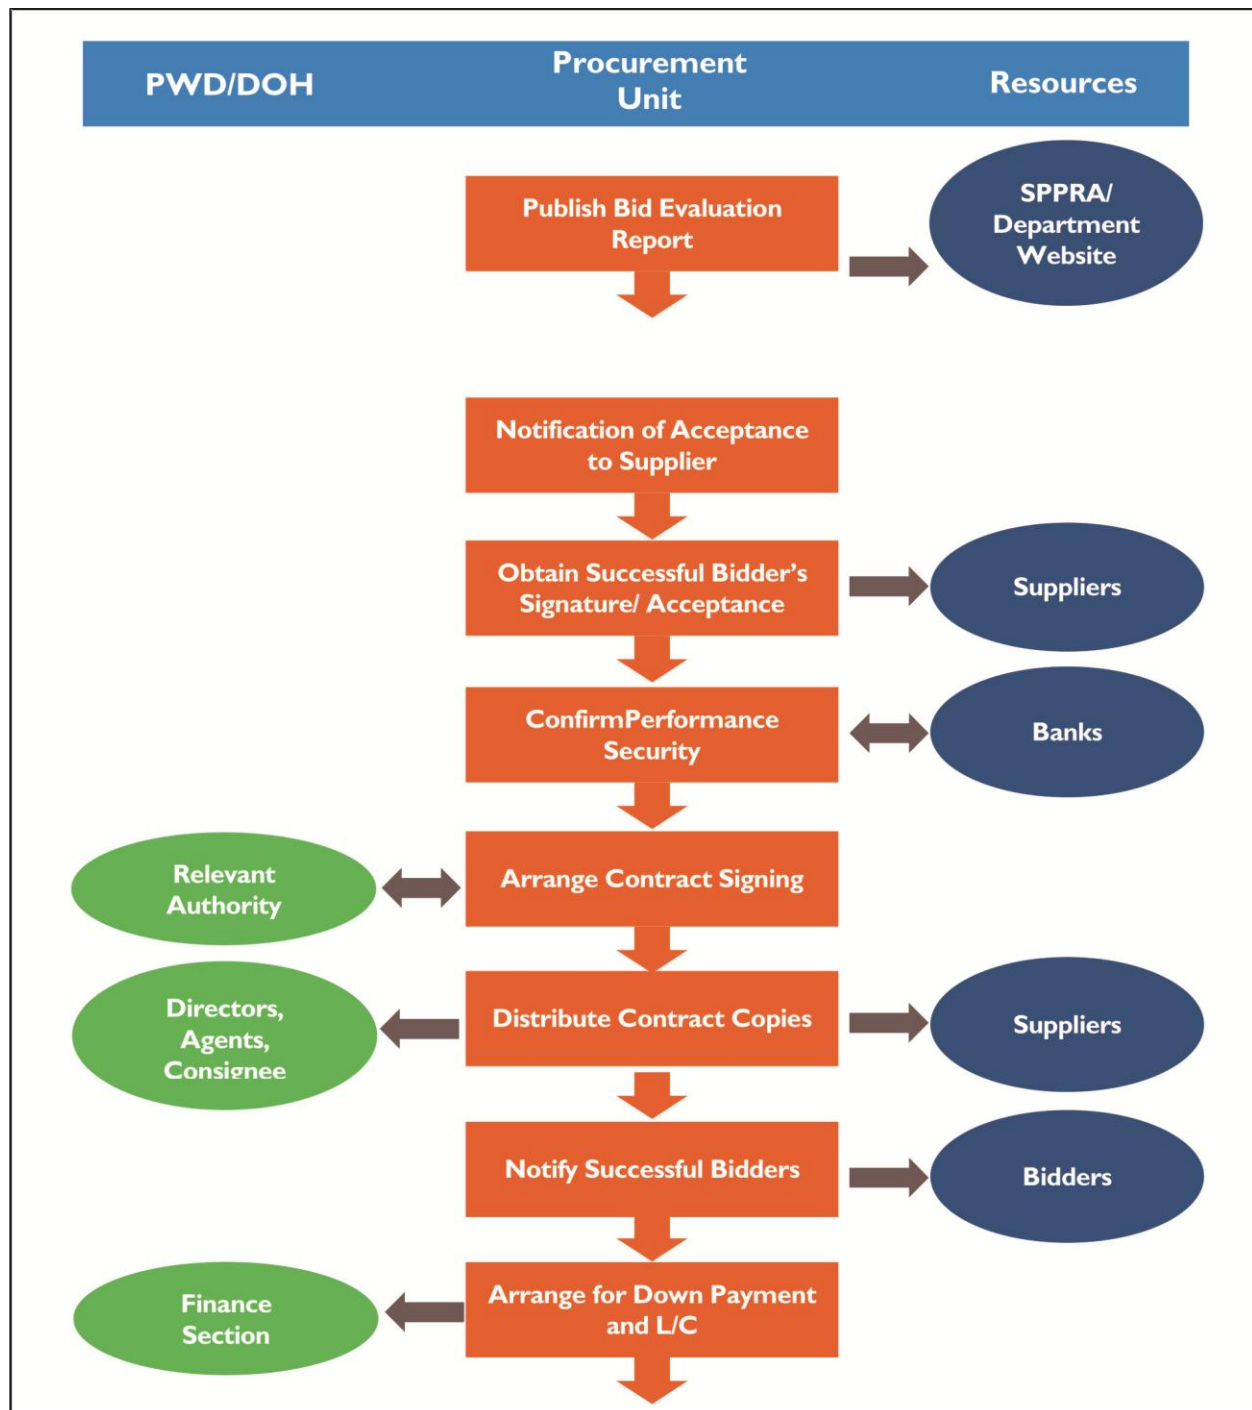 PWD/DOH
Procurement
Unit
Resources
Publish Bid Evaluation
Report
SPPRA/
Department
Website
Notification of Acceptance
to Supplier
Obtain Successful Bidder's
Signature/ Acceptance
Suppliers
ConfirmPerformance
Security
Banks
Relevant
Authority
Arrange Contract Signing
Directors,
Agents,
Consignee
Distribute Contract Copies
Suppliers
Notify Successful Bidders
Bidders
Finance
Section
Arrange for Down Payment
and L/C